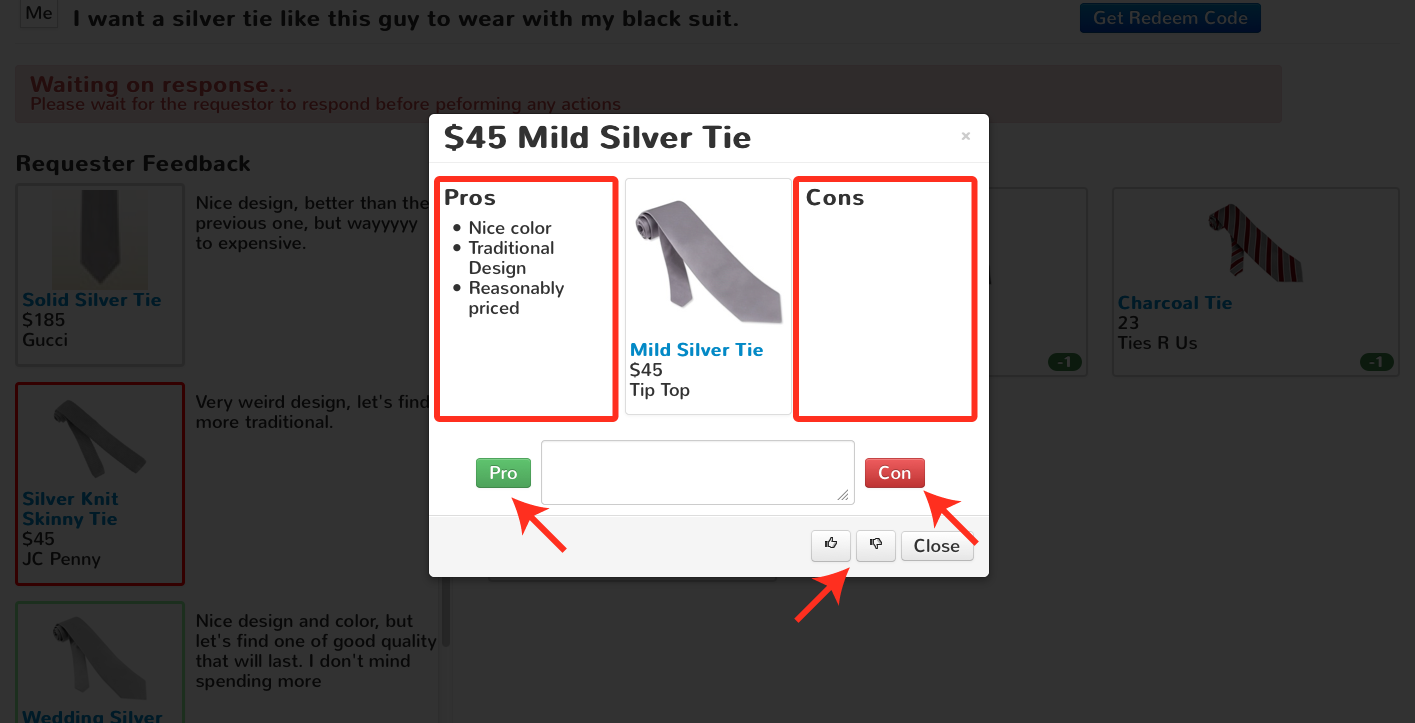 Me
I want a silver tie like this guy to wear with my black suit.
Get Redeem Code
Waiting on response...
Please wait for the requestor to respond before peforming any actions
Requester Feedback
Nice design, better than the
previous one, but wayyyyy
to expensive.
Solid Silver Tie
$185
Gucci
Very weird design, let's find
more traditional.
Silver Knit
Skinny Tie
$45
JC Penny
Nice design and color, but
let's find one of good quality
that will last. I don't mind
spending more
Wedding Silver
$45 Mild Silver Tie
×
Pros
• Nice color
• Traditional
Design
• Reasonably
priced
Mild Silver Tie
$45
Tip Top
Cons
Pro
Con
Close
-1
Charcoal Tie
23
Ties R Us
-1